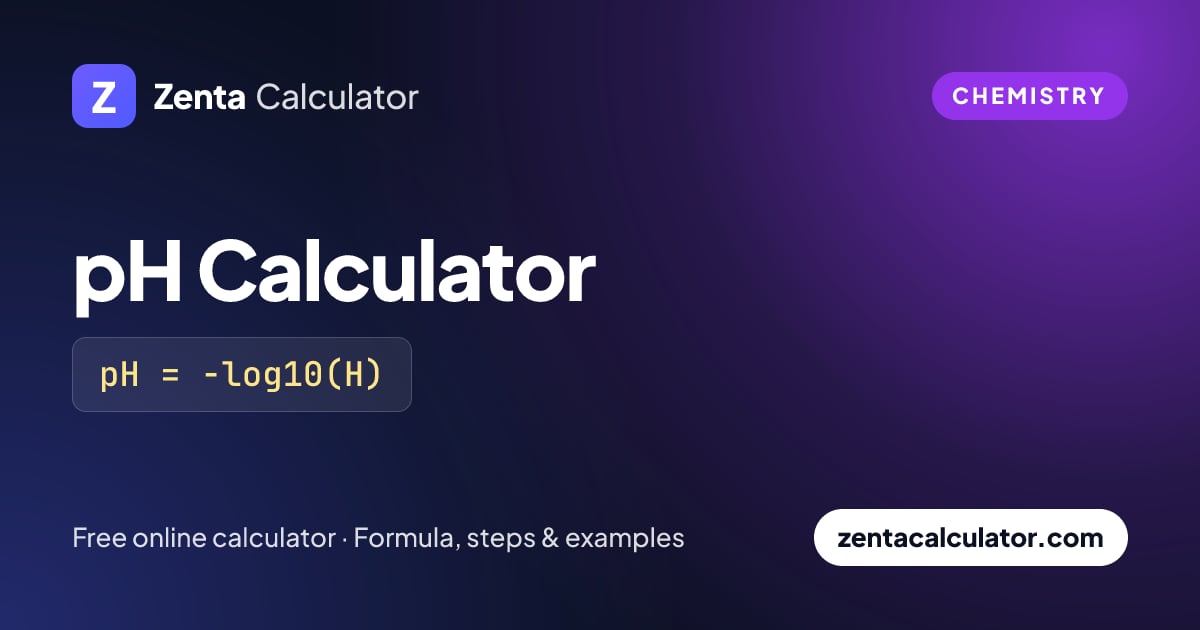 Z
Zenta Calculator
CHEMISTRY
pH Calculator
pH = -log10(H)
Free online calculator · Formula, steps & examples
zentacalculator.com